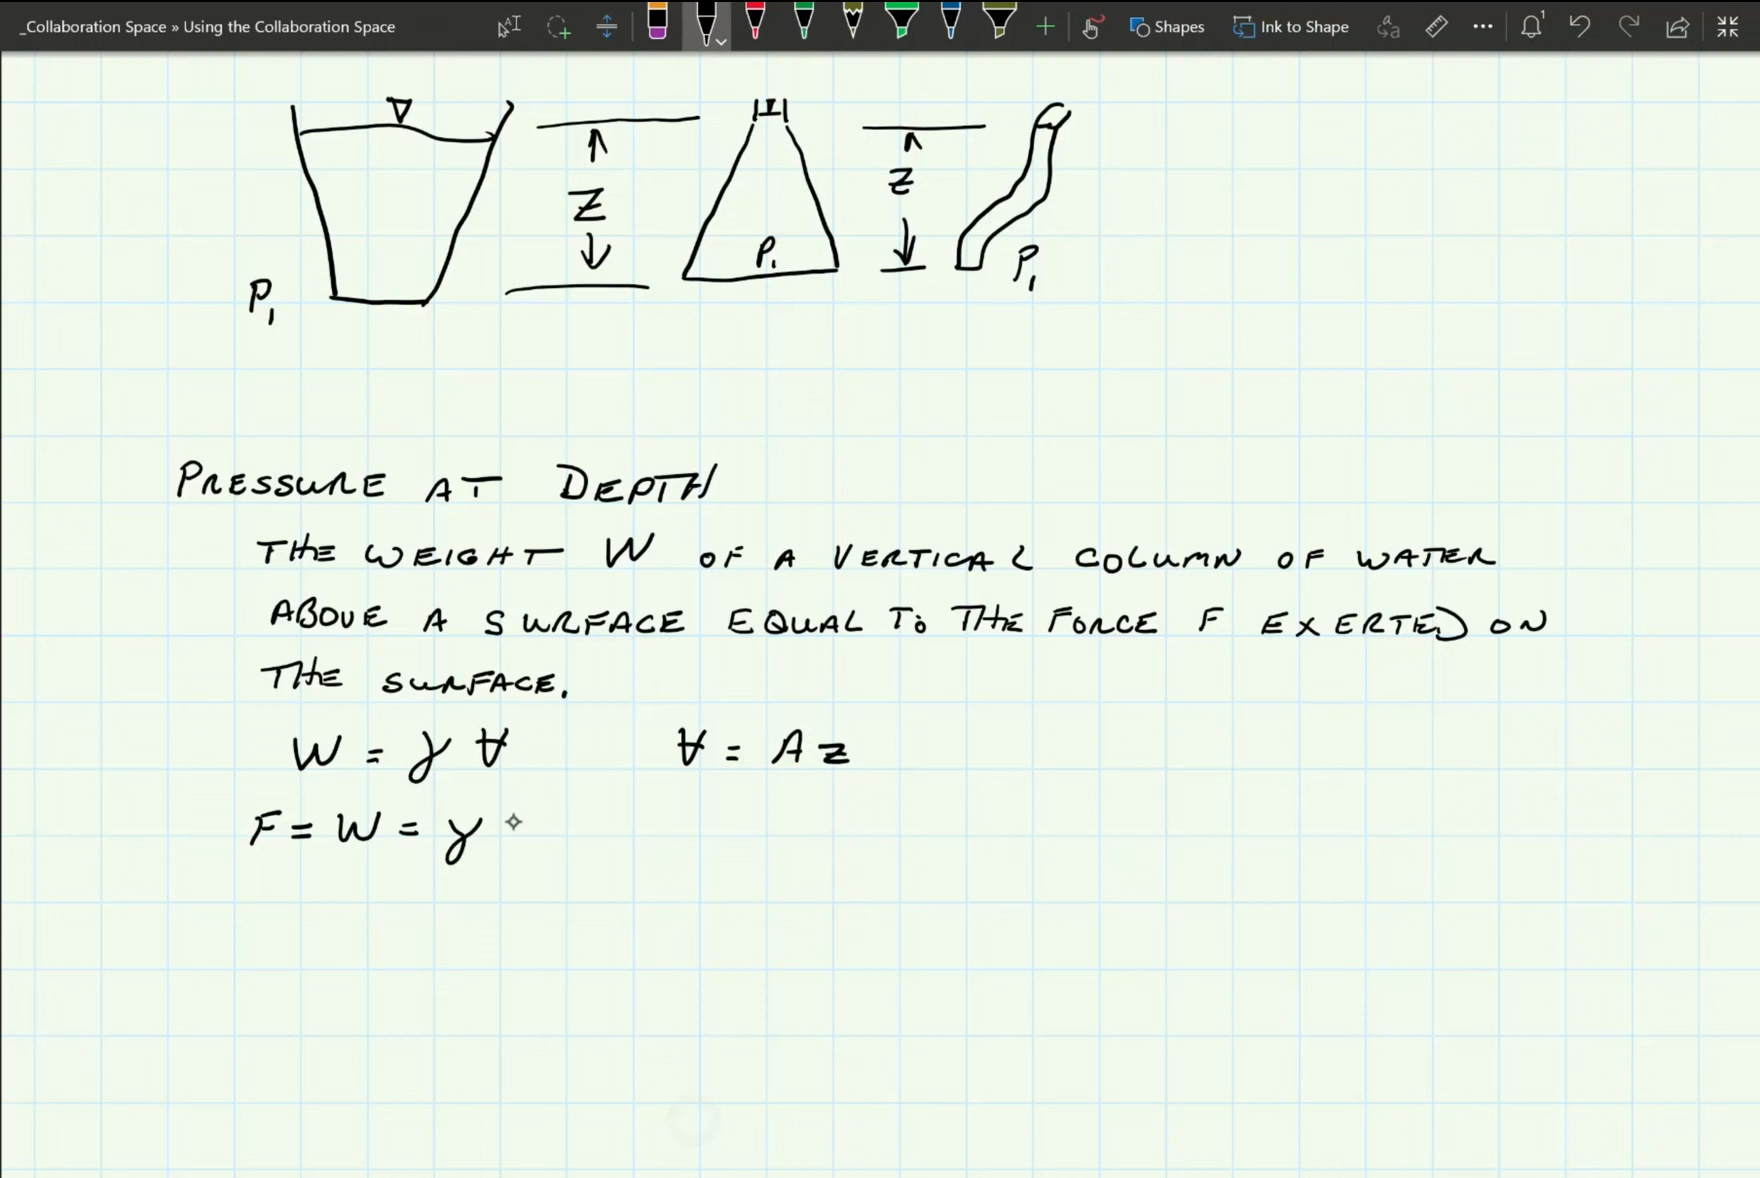 _Collaboration Space » Using the Collaboration Space
Shapes
Ink to Shape
1
Z
P₁
Z
P₁
P₁
PRESSURE AT DEPTH
THE WEIGHT W OF A VERTICAL COLUMN OF WATER
ABOVE A SURFACE EQUAL TO THE FORCE F EXERTED ON
THE SURFACE.
W = γ V̶ V̶ = A z
F = W = γ